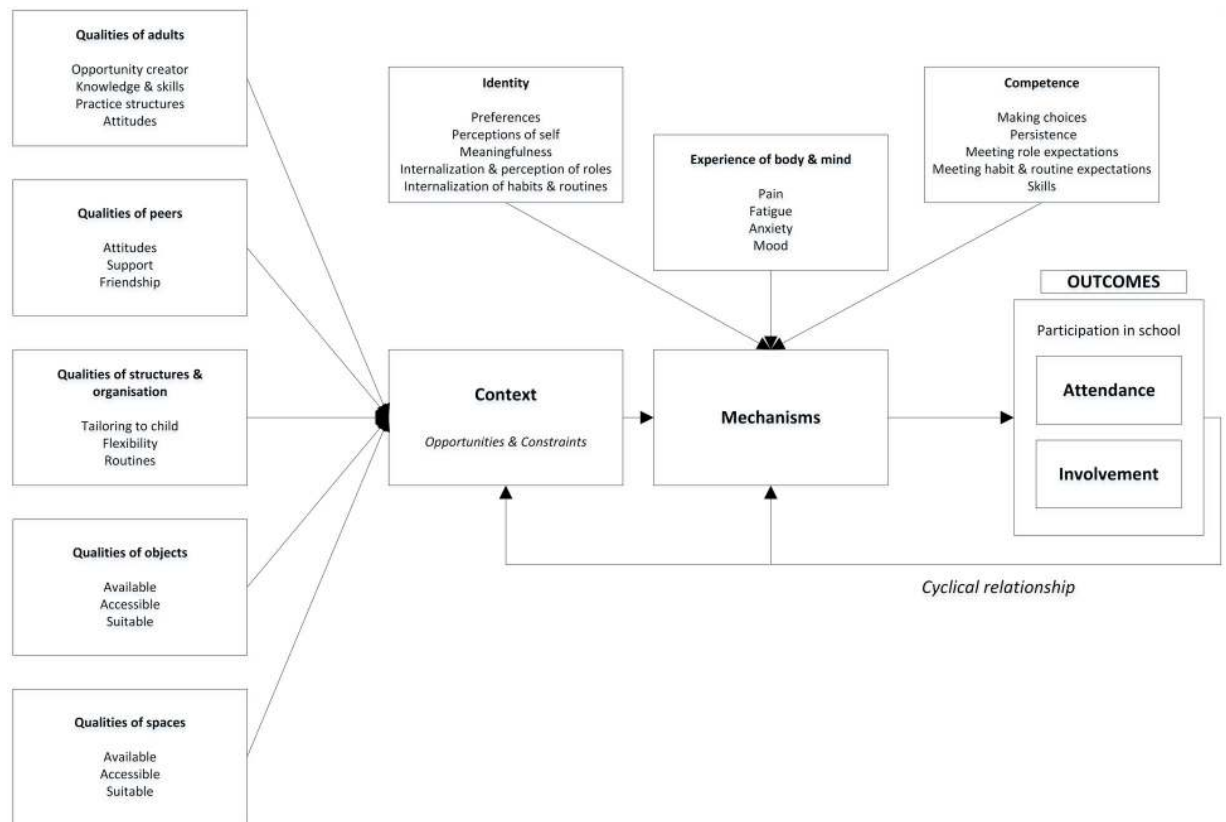 Qualities of adults
Opportunity creator
Knowledge & skills
Practice structures
Attitudes
Qualities of peers
Attitudes
Support
Friendship
Qualities of structures &
organisation
Tailoring to child
Flexibility
Routines
Qualities of objects
Available
Accessible
Suitable
Qualities of spaces
Available
Accessible
Suitable
Identity
Preferences
Perceptions of self
Meaningfulness
Internalization & perception of roles
Internalization of habits & routines
Experience of body & mind
Pain
Fatigue
Anxiety
Mood
Competence
Making choices
Persistence
Meeting role expectations
Meeting habit & routine expectations
Skills
Context
Opportunities & Constraints
Mechanisms
OUTCOMES
Participation in school
Attendance
Involvement
Cyclical relationship